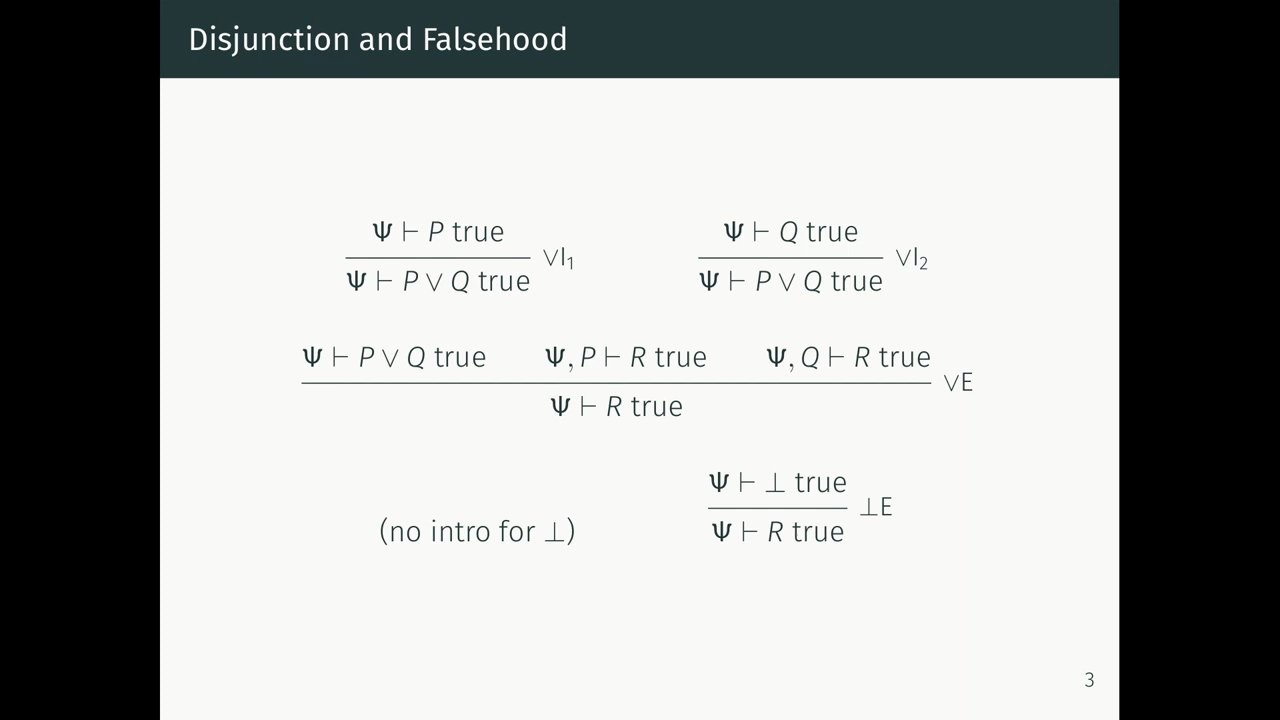 Disjunction and Falsehood
Ψ ⊢ P true
Ψ ⊢ P ∨ Q true ∨I₁
Ψ ⊢ Q true
Ψ ⊢ P ∨ Q true ∨I₂
Ψ ⊢ P ∨ Q true Ψ, P ⊢ R true Ψ, Q ⊢ R true ∨E
Ψ ⊢ R true
(no intro for ⊥)
Ψ ⊢ ⊥ true ⊥E
Ψ ⊢ R true
3